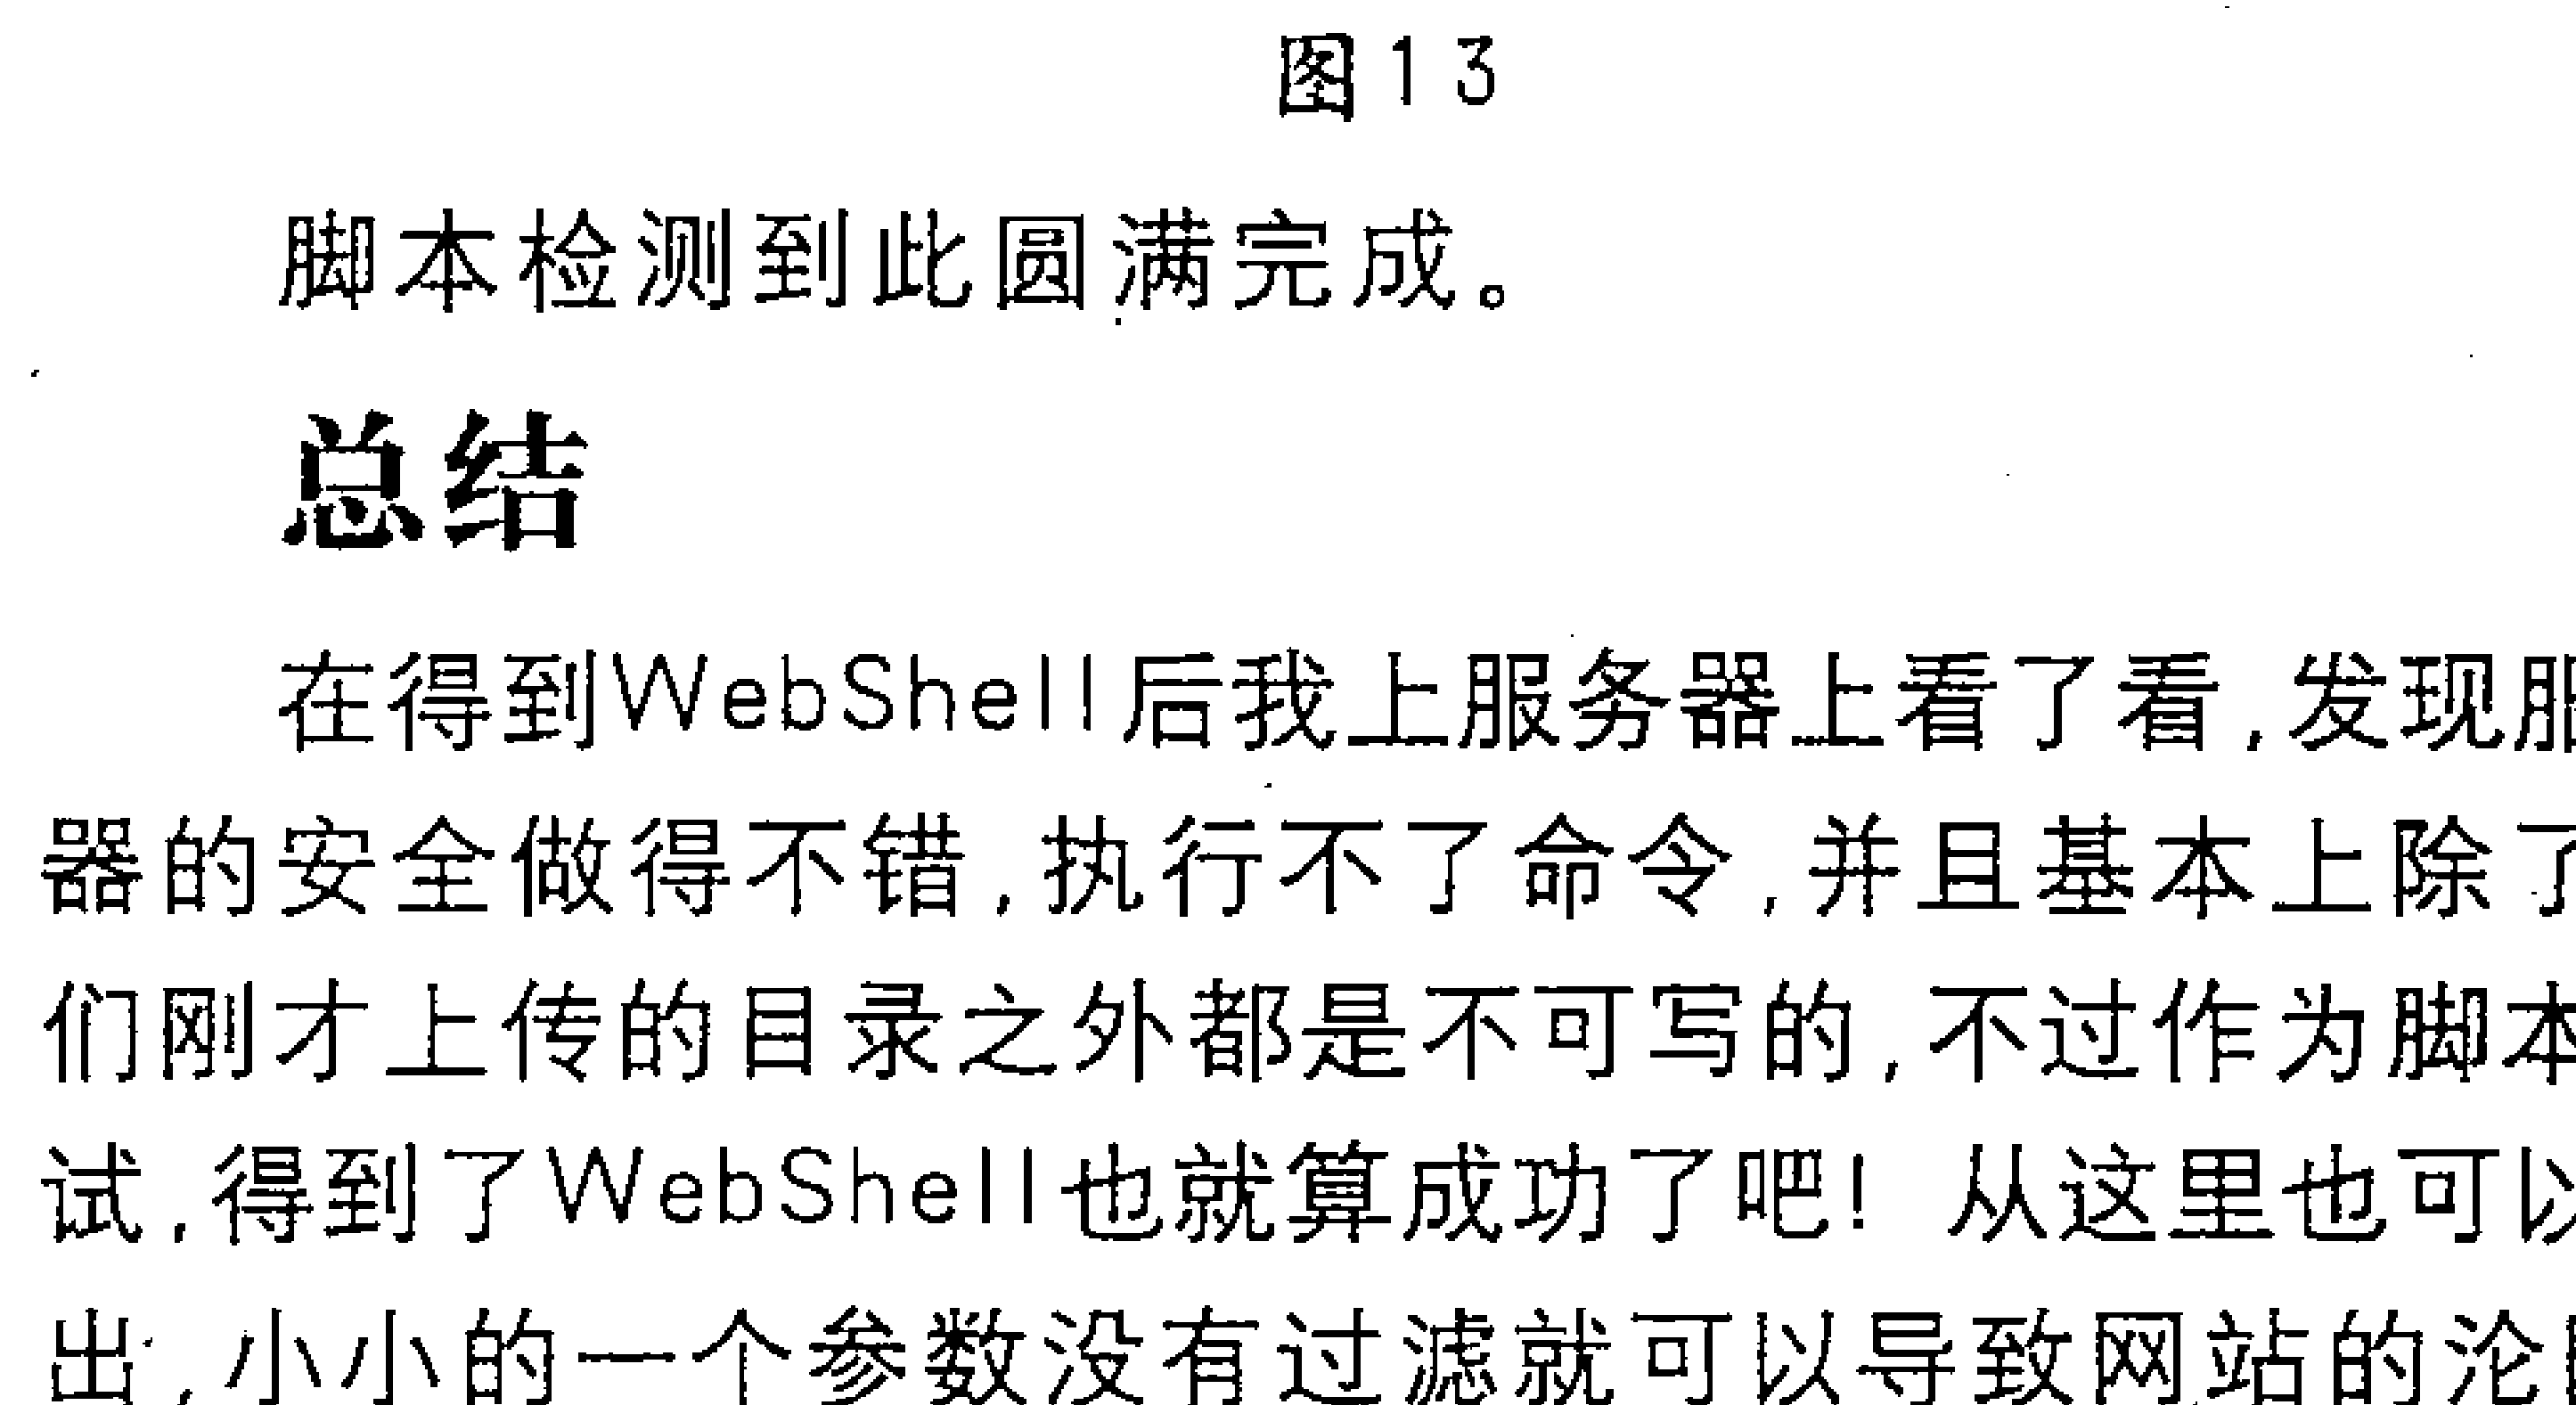 图13
脚本检测到此圆满完成。
总结
在得到WebShell后我上服务器上看了看,发现服
器的安全做得不错,执行不了命令,并且基本上除了
们刚才上传的目录之外都是不可写的,不过作为脚本
试,得到了WebShell也就算成功了吧! 从这里也可以
出,小小的一个参数没有过滤就可以导致网站的沦